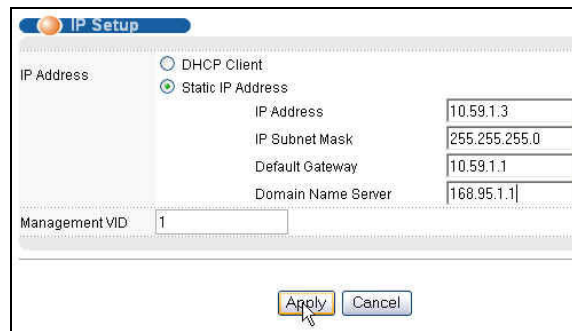 IP Setup
IP Address
DHCP Client
Static IP Address
IP Address 10.59.1.3
IP Subnet Mask 255.255.255.0
Default Gateway 10.59.1.1
Domain Name Server 168.95.1.1
Management VID 1
Apply Cancel